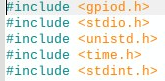 #include <gpiod.h>
#include <stdio.h>
#include <unistd.h>
#include <time.h>
#include <stdint.h>